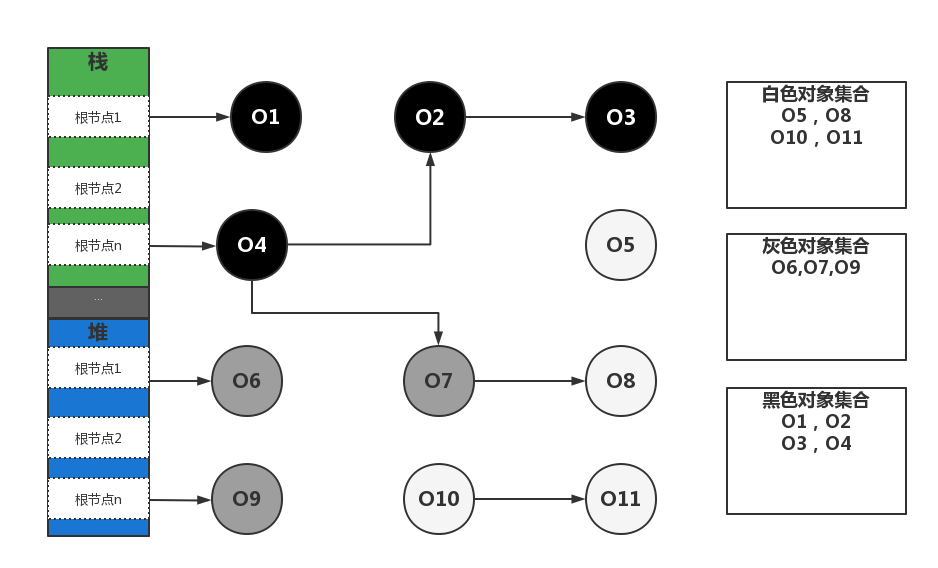 栈
根节点1
根节点2
根节点n
...
堆
根节点1
根节点2
根节点n
O1
O2
O3
O4
O5
O6
O7
O8
O9
O10
O11
白色对象集合
O5，O8
O10，O11
灰色对象集合
O6,O7,O9
黑色对象集合
O1，O2
O3，O4